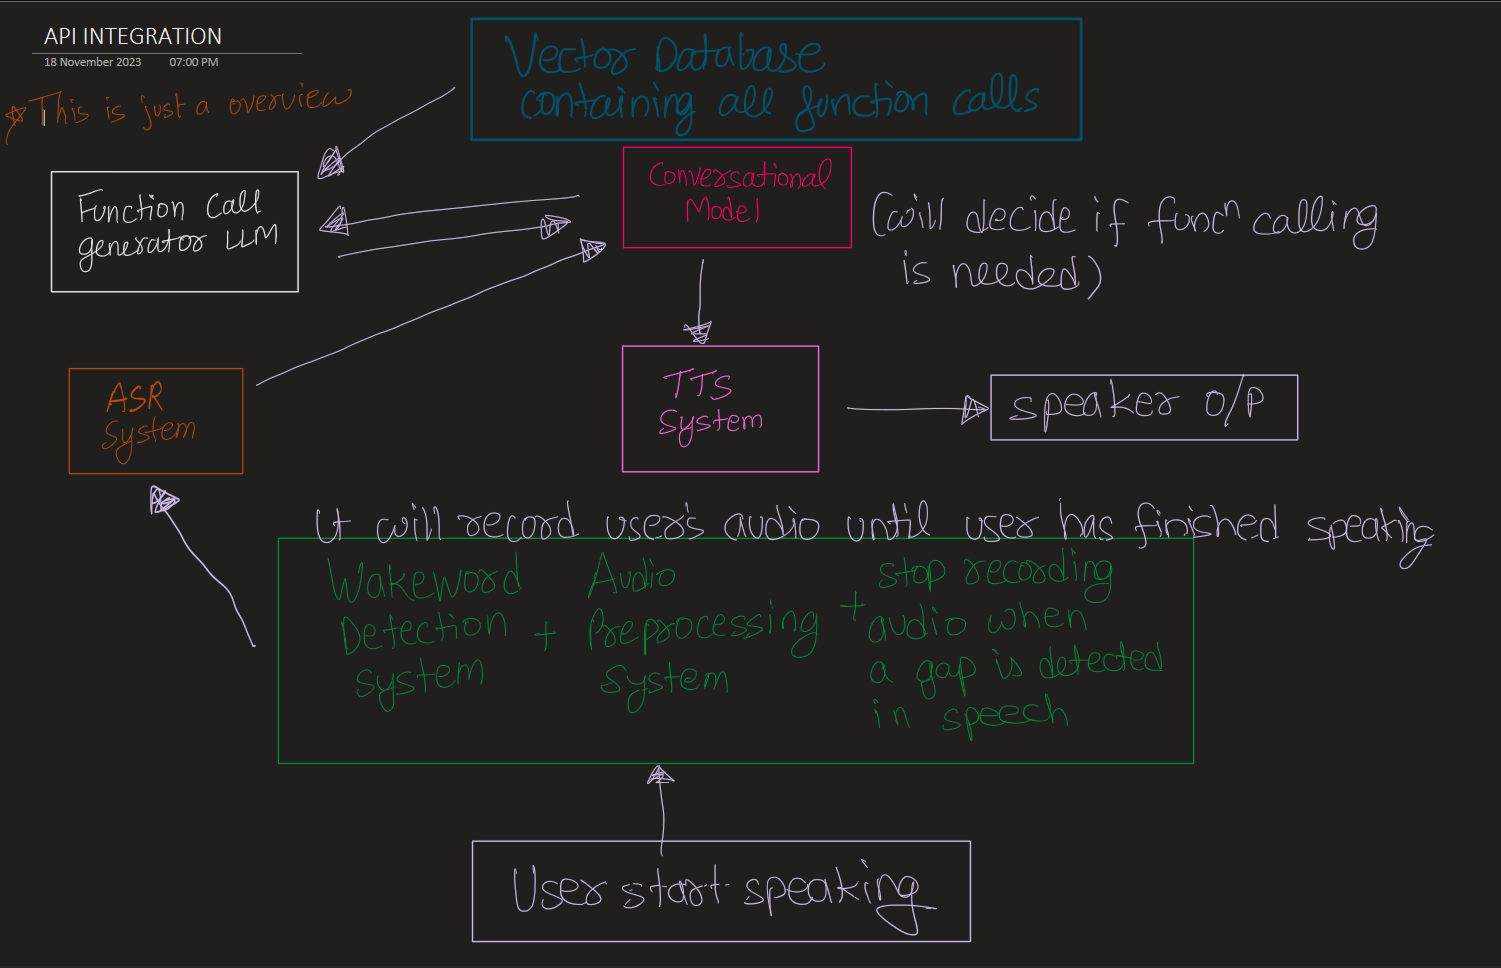 API INTEGRATION
18 November 2023 07:00 PM
This is just a overview
Vector Database
containing all function calls
Function Call
generator LLM
Conversational
Model
(will decide if funcⁿ calling
is needed)
ASR
System
TTS
System
speaker O/P
It will record user's audio until user has finished speaking
Wakeword
Detection
system
+
Audio
Preprocessing
System
+
stop recording
audio when
a gap is detected
in speech
User start speaking